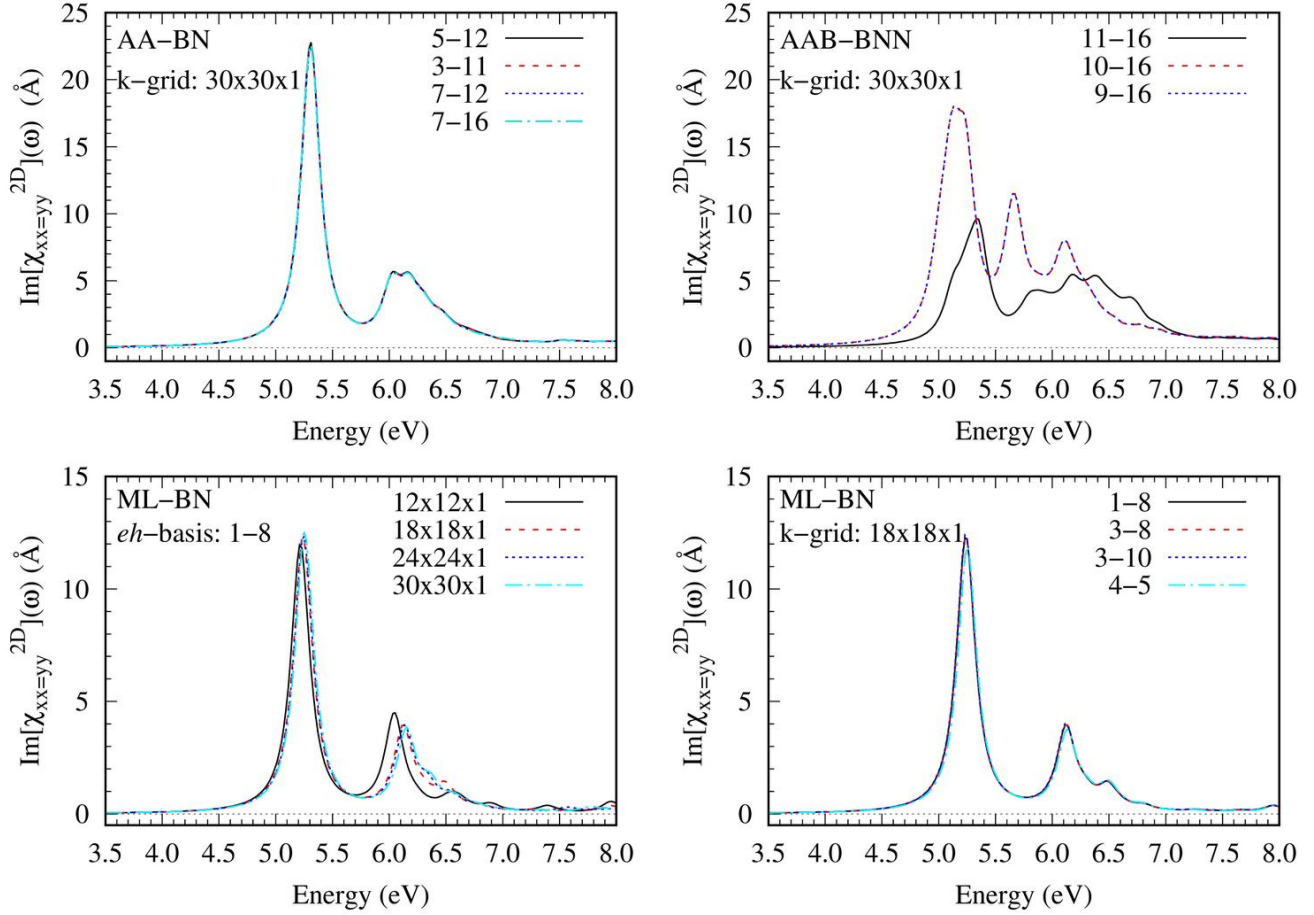 AA−BN
k−grid: 30x30x1
5−12
3−11
7−12
7−16
Im[χxx=yy2D](ω) (Å)
25
20
15
10
5
0
3.5 4.0 4.5 5.0 5.5 6.0 6.5 7.0 7.5 8.0
Energy (eV)
AAB−BNN
k−grid: 30x30x1
11−16
10−16
9−16
Im[χxx=yy2D](ω) (Å)
25
20
15
10
5
0
3.5 4.0 4.5 5.0 5.5 6.0 6.5 7.0 7.5 8.0
Energy (eV)
ML−BN
eh−basis: 1−8
12x12x1
18x18x1
24x24x1
30x30x1
Im[χxx=yy2D](ω) (Å)
15
10
5
0
3.5 4.0 4.5 5.0 5.5 6.0 6.5 7.0 7.5 8.0
Energy (eV)
ML−BN
k−grid: 18x18x1
1−8
3−8
3−10
4−5
Im[χxx=yy2D](ω) (Å)
15
10
5
0
3.5 4.0 4.5 5.0 5.5 6.0 6.5 7.0 7.5 8.0
Energy (eV)